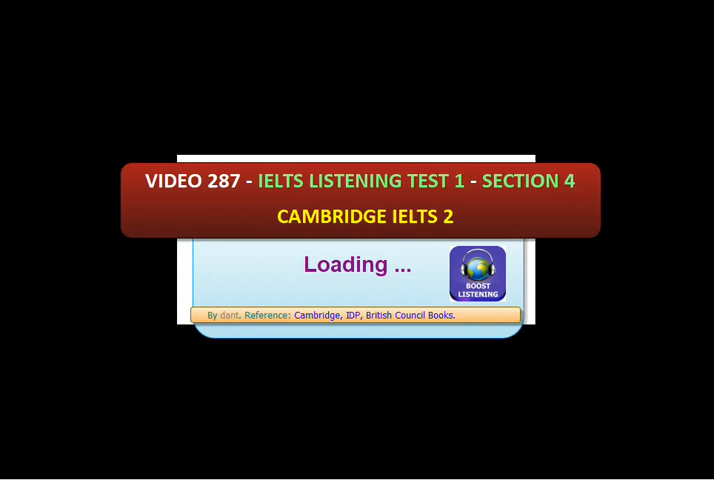 VIDEO 287 - IELTS LISTENING TEST 1 - SECTION 4
CAMBRIDGE IELTS 2
Loading ...
BOOST
LISTENING
By dant. Reference: Cambridge, IDP, British Council Books.